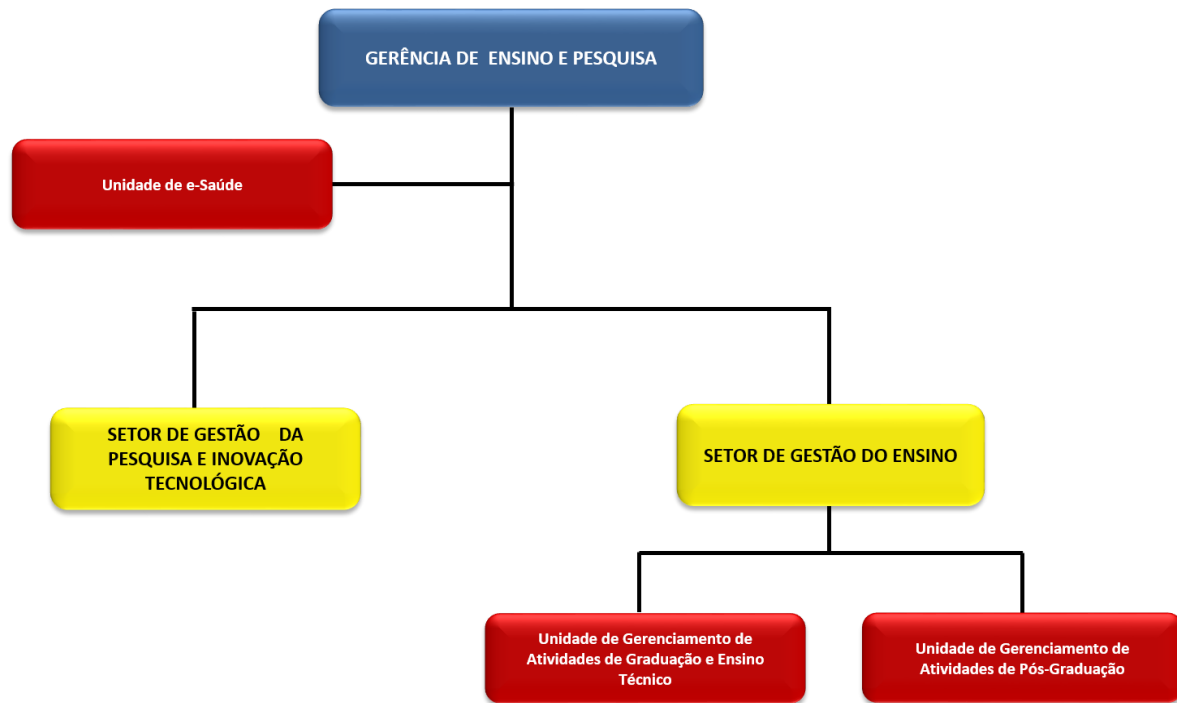 GERÊNCIA DE ENSINO E PESQUISA
Unidade de e-Saúde
SETOR DE GESTÃO DA
PESQUISA E INOVAÇÃO
TECNOLÓGICA
SETOR DE GESTÃO DO ENSINO
Unidade de Gerenciamento de
Atividades de Graduação e Ensino
Técnico
Unidade de Gerenciamento de
Atividades de Pós-Graduação